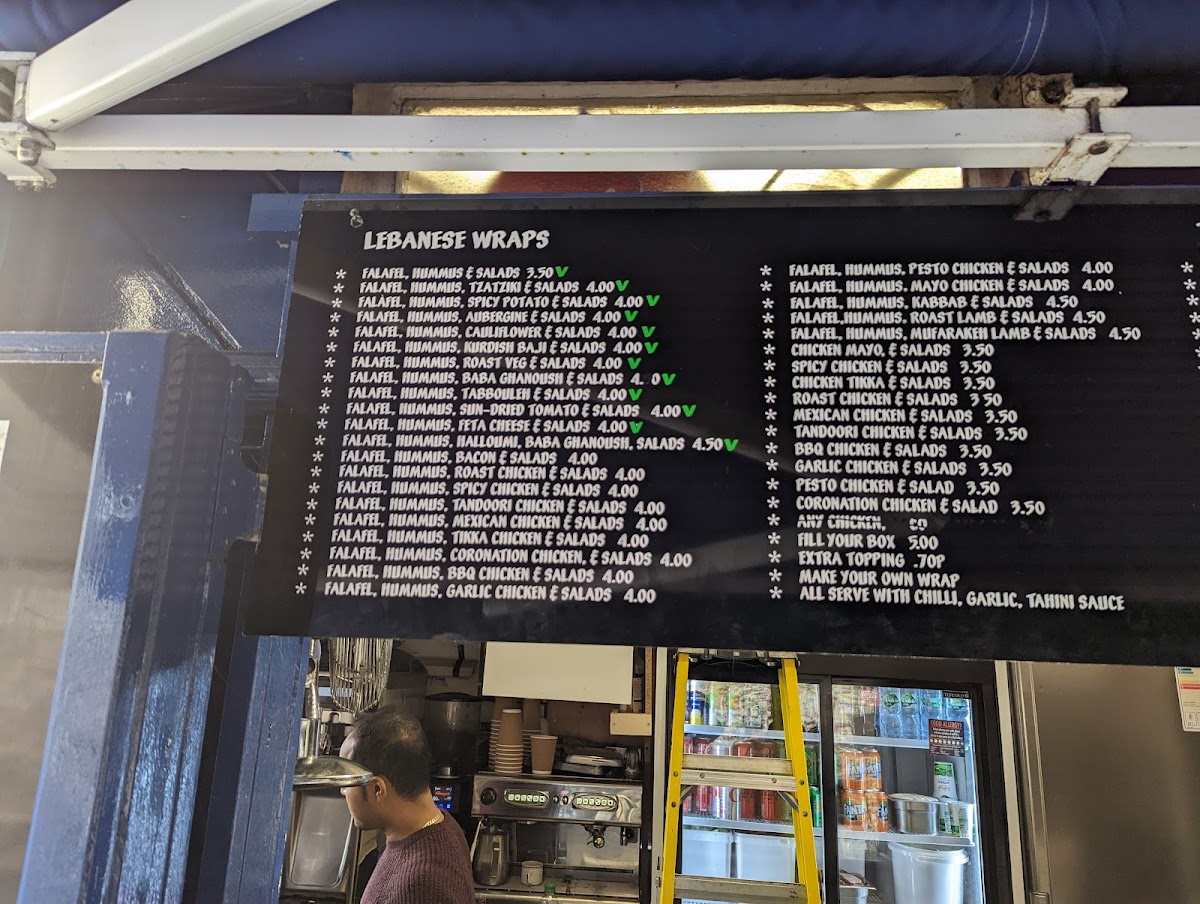 LEBANESE WRAPS
* FALAFEL, HUMMUS & SALADS 3.50 V
* FALAFEL, HUMMUS, TZATZIKI & SALADS 4.00 V
* FALAFEL, HUMMUS, SPICY POTATO & SALADS 4.00 V
* FALAFEL, HUMMUS, AUBERGINE & SALADS 4.00 V
* FALAFEL, HUMMUS, CAULIFLOWER & SALADS 4.00 V
* FALAFEL, HUMMUS, KURDISH BAJI & SALADS 4.00 V
* FALAFEL, HUMMUS, ROAST VEG & SALADS 4.00 V
* FALAFEL, HUMMUS, BABA GHANOUSH & SALADS 4. 0 V
* FALAFEL, HUMMUS, TABBOULEH & SALADS 4.00 V
* FALAFEL, HUMMUS, SUN-DRIED TOMATO & SALADS 4.00 V
* FALAFEL, HUMMUS, FETA CHEESE & SALADS 4.00 V
* FALAFEL, HUMMUS, HALLOUMI, BABA GHANOUSH, SALADS 4.50 V
* FALAFEL, HUMMUS, BACON & SALADS 4.00
* FALAFEL, HUMMUS, ROAST CHICKEN & SALADS 4.00
* FALAFEL, HUMMUS, SPICY CHICKEN & SALADS 4.00
* FALAFEL, HUMMUS, TANDOORI CHICKEN & SALADS 4.00
* FALAFEL, HUMMUS, MEXICAN CHICKEN & SALADS 4.00
* FALAFEL, HUMMUS, TIKKA CHICKEN & SALADS 4.00
* FALAFEL, HUMMUS, CORONATION CHICKEN, & SALADS 4.00
* FALAFEL, HUMMUS, BBQ CHICKEN & SALADS 4.00
* FALAFEL, HUMMUS, GARLIC CHICKEN & SALADS 4.00
* FALAFEL, HUMMUS, PESTO CHICKEN & SALADS 4.00
* FALAFEL, HUMMUS, MAYO CHICKEN & SALADS 4.00
* FALAFEL, HUMMUS, KABBAB & SALADS 4.50
* FALAFEL, HUMMUS, ROAST LAMB & SALADS 4.50
* FALAFEL, HUMMUS, MUFARAKEH LAMB & SALADS 4.50
* CHICKEN MAYO, & SALADS 3.50
* SPICY CHICKEN & SALADS 3.50
* CHICKEN TIKKA & SALADS 3.50
* ROAST CHICKEN & SALADS 3 50
* MEXICAN CHICKEN & SALADS 3.50
* TANDOORI CHICKEN & SALADS 3.50
* BBQ CHICKEN & SALADS 3.50
* GARLIC CHICKEN & SALADS 3.50
* PESTO CHICKEN & SALAD 3.50
* CORONATION CHICKEN & SALAD 3.50
* ANY CHICKEN,
* FILL YOUR BOX 5.00
* EXTRA TOPPING .70P
* MAKE YOUR OWN WRAP
* ALL SERVE WITH CHILLI, GARLIC, TAHINI SAUCE
FOOD ALLERGY?